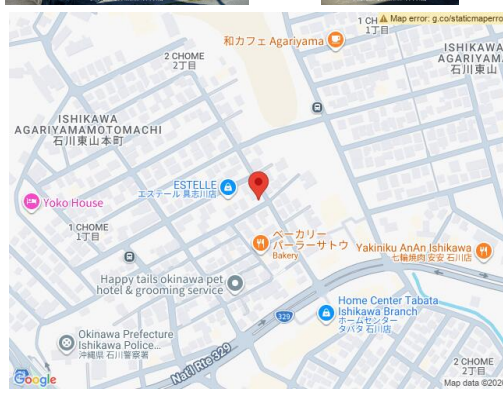 Map error: g.co/staticmaperror
1 CHOME
1丁目
和カフェ Agariyama
2 CHOME
2丁目
ISHIKAWA
AGARIYAMA
石川東山
ISHIKAWA
AGARIYAMAMOTOMACHI
石川東山本町
ESTELLE
エステール 具志川店
Yoko House
1 CHOME
1丁目
ベーカリー
パーラーサトウ
Bakery
Yakiniku AnAn Ishikawa
七輪焼肉 安安 石川店
Happy tails okinawa pet
hotel & grooming service
Home Center Tabata
Ishikawa Branch
ホームセンター
タバタ 石川店
329
Okinawa Prefecture
Ishikawa Police...
沖縄県 石川警察署
Nat'l Rte 329
2 CHOME
2丁目
Google
Map data ©202